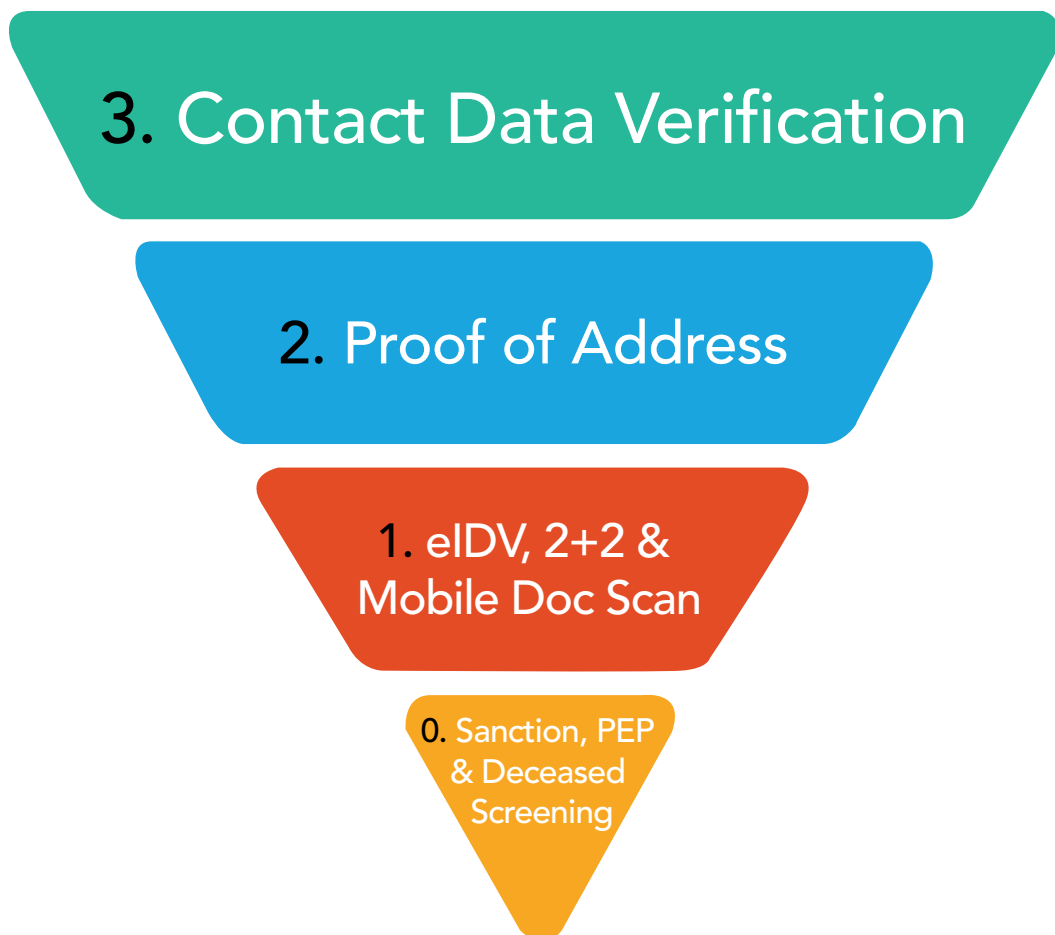 3. Contact Data Verification
2. Proof of Address
1. eIDV, 2+2 &
Mobile Doc Scan
0. Sanction, PEP
& Deceased
Screening